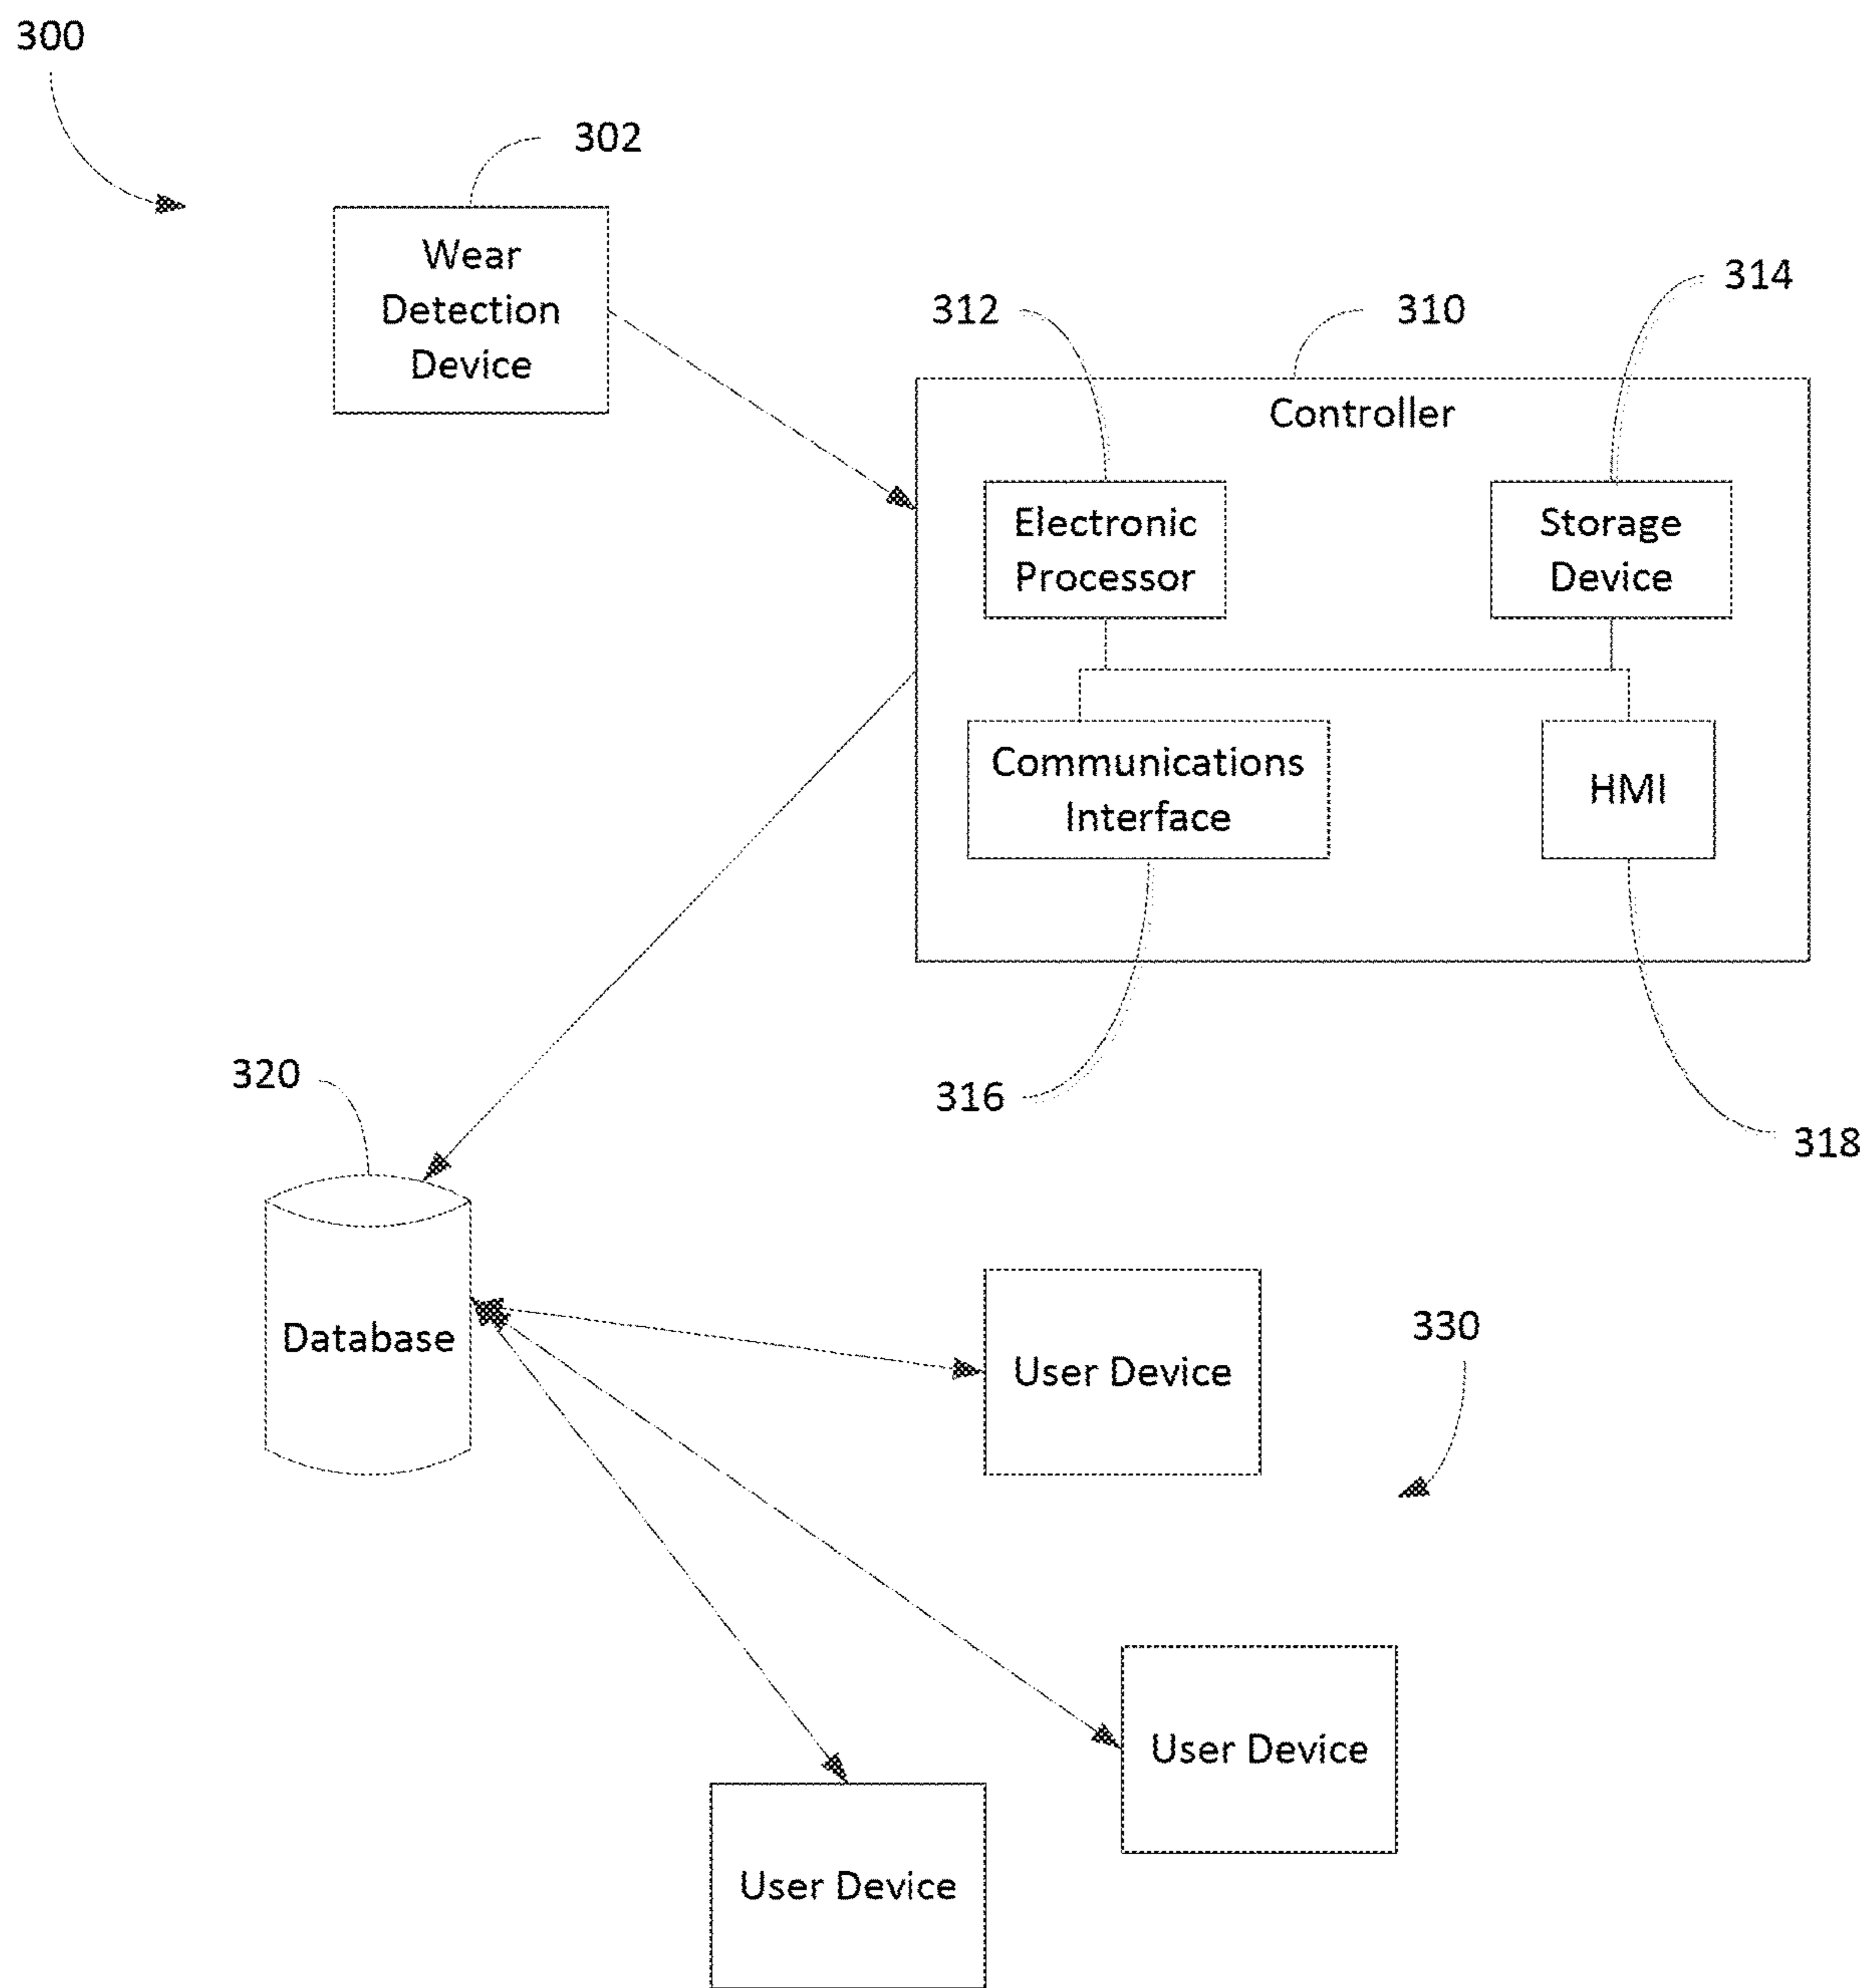 300
302
Wear
Detection
Device
312
310
314
Controller
Electronic
Processor
Storage
Device
Communications
Interface
HMI
316
318
320
Database
User Device
330
User Device
User Device